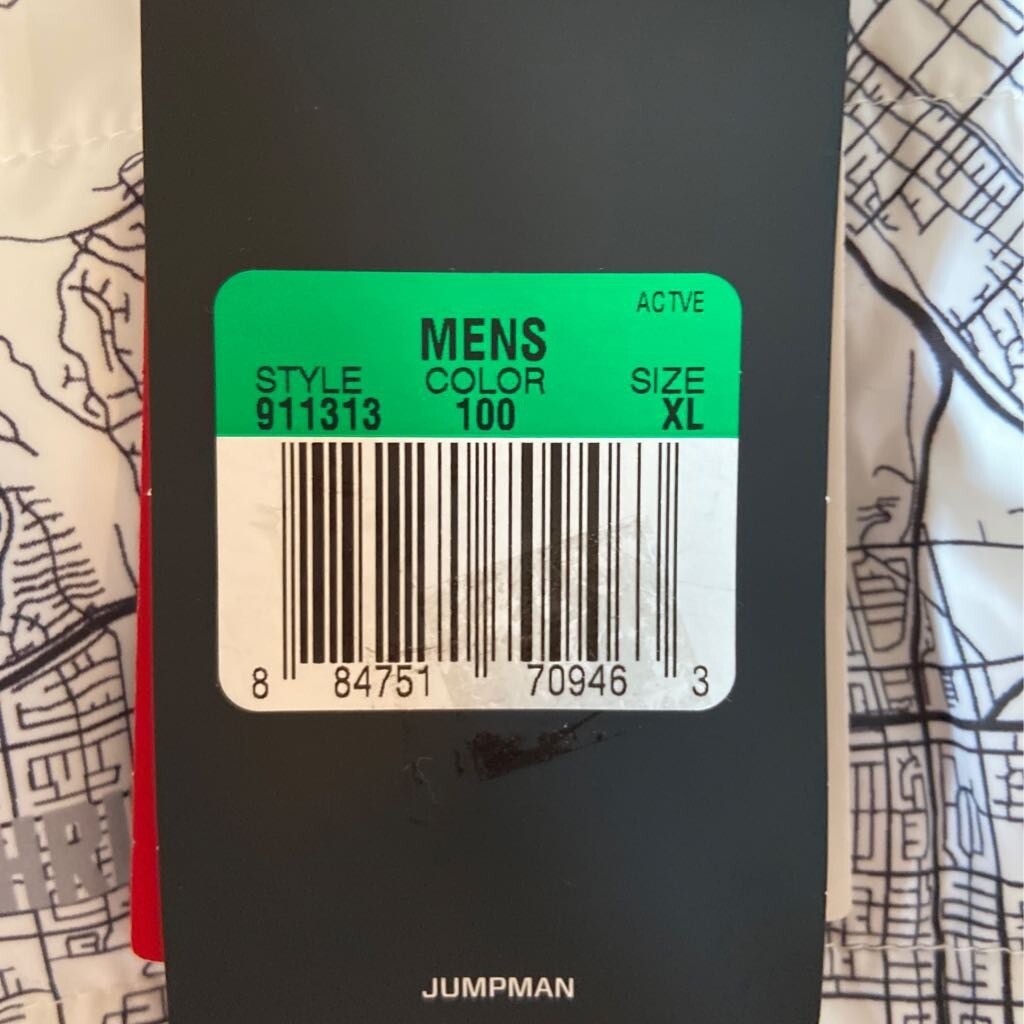 ACTVE
MENS
STYLE COLOR SIZE
911313 100 XL
8 84751 70946 3
JUMPMAN